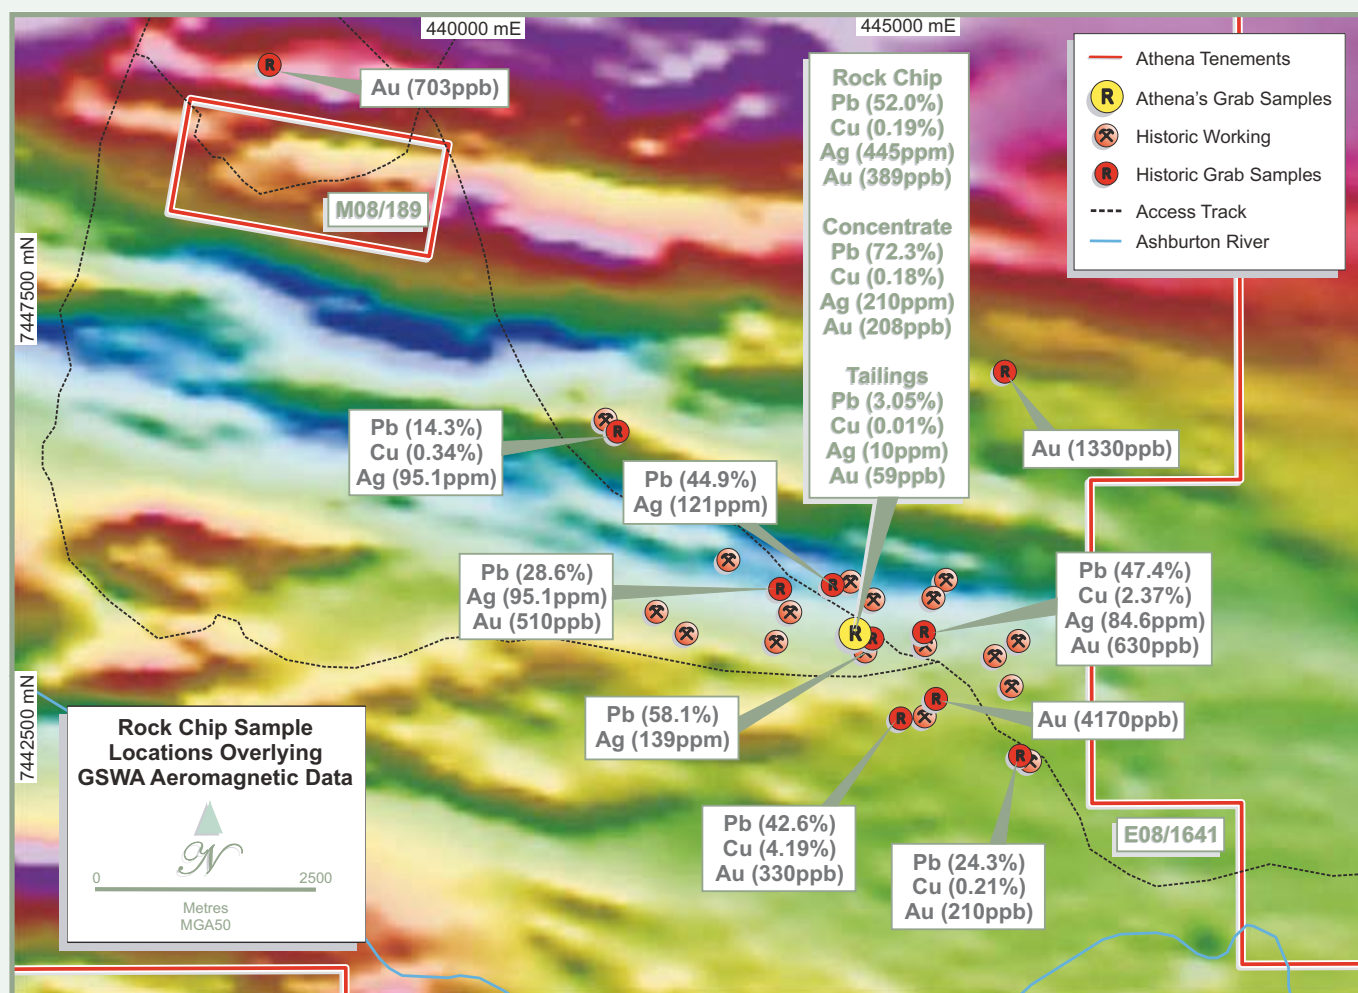 440000 mE
445000 mE
7447500 mN
7442500 mN
Au (703ppb)
M08/189
Rock Chip
Pb (52.0%)
Cu (0.19%)
Ag (445ppm)
Au (389ppb)
Concentrate
Pb (72.3%)
Cu (0.18%)
Ag (210ppm)
Au (208ppb)
Tailings
Pb (3.05%)
Cu (0.01%)
Ag (10ppm)
Au (59ppb)
Athena Tenements
R Athena's Grab Samples
Historic Working
R Historic Grab Samples
Access Track
Ashburton River
Au (1330ppb)
Pb (14.3%)
Cu (0.34%)
Ag (95.1ppm)
Pb (44.9%)
Ag (121ppm)
Pb (28.6%)
Ag (95.1ppm)
Au (510ppb)
Pb (47.4%)
Cu (2.37%)
Ag (84.6ppm)
Au (630ppb)
Pb (58.1%)
Ag (139ppm)
Au (4170ppb)
Pb (42.6%)
Cu (4.19%)
Au (330ppb)
Pb (24.3%)
Cu (0.21%)
Au (210ppb)
E08/1641
Rock Chip Sample
Locations Overlying
GSWA Aeromagnetic Data
N
0 2500
Metres
MGA50
R
R
R
R
R
R
R
R
R
R
R